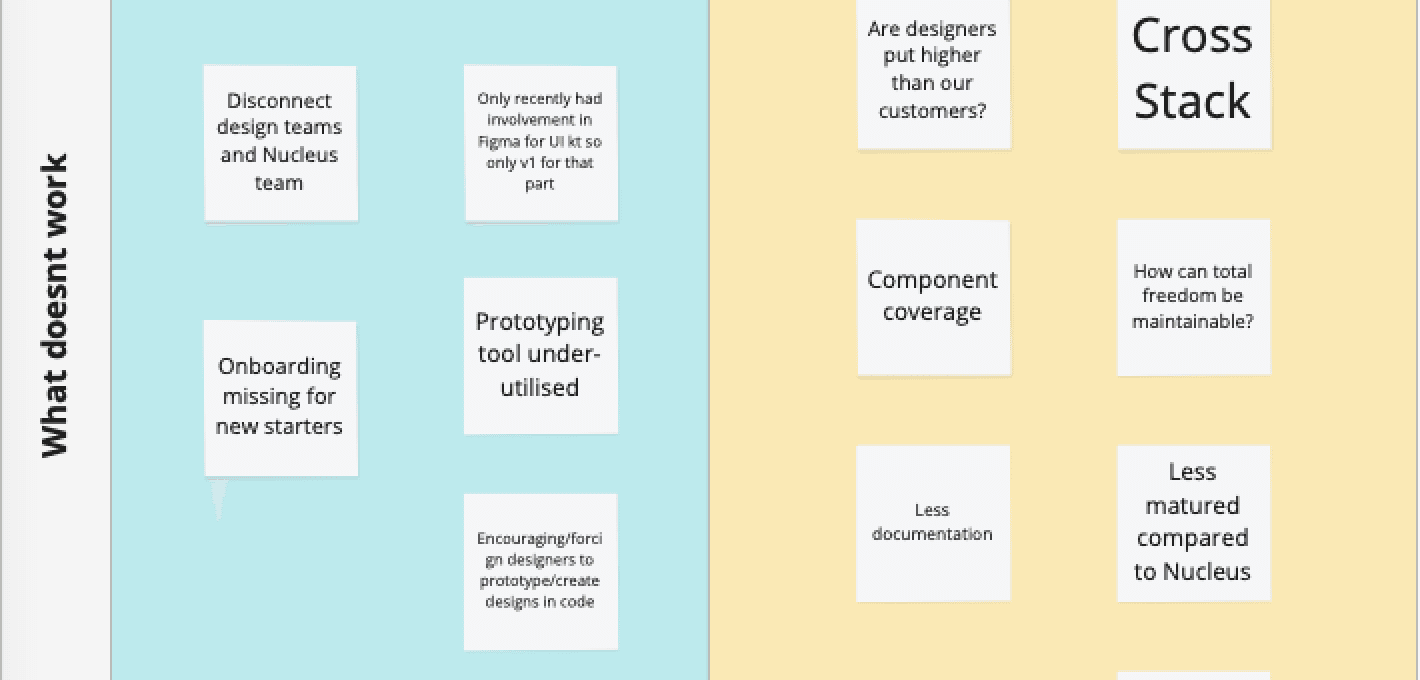 What doesnt work
Disconnect
design teams
and Nucleus
team
Only recently had
involvement in
Figma for UI kt so
only v1 for that
part
Onboarding
missing for
new starters
Prototyping
tool under-
utilised
Encouraging/forci
gn designers to
prototype/create
designs in code
Are designers
put higher
than our
customers?
Cross
Stack
Component
coverage
How can total
freedom be
maintainable?
Less
documentation
Less
matured
compared
to Nucleus